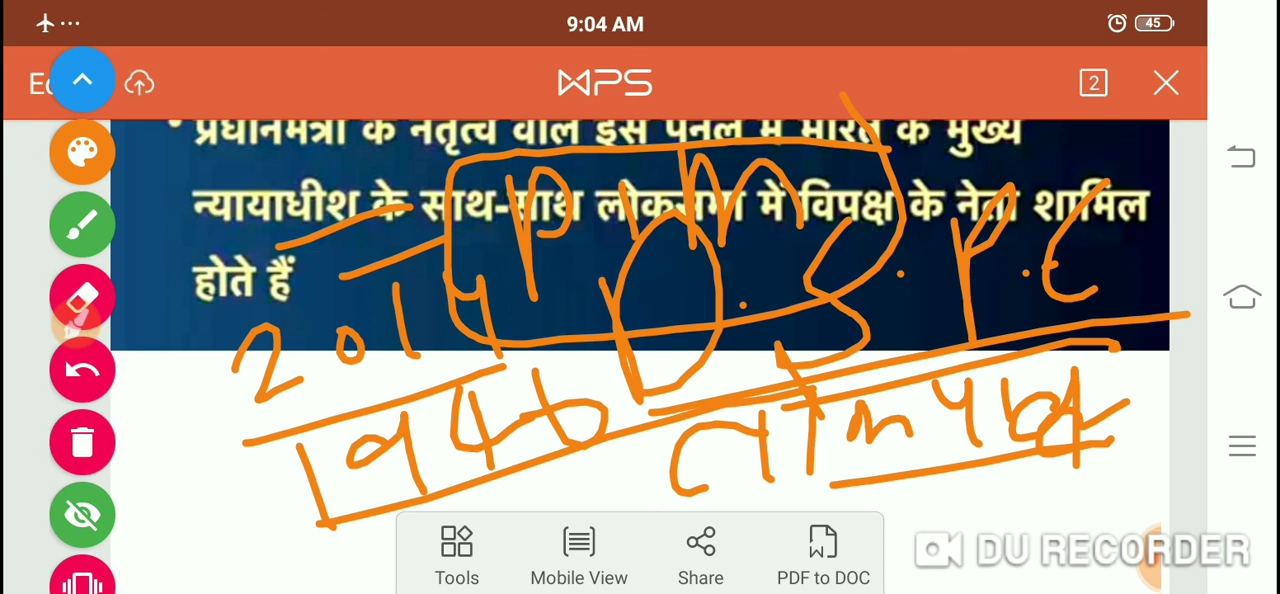 9:04 AM
45
WPS
2
प्रधानमंत्री के नेतृत्व वाले इस पैनल में भारत के मुख्य
न्यायाधीश के साथ-साथ लोकसभा में विपक्ष के नेता शामिल
होते हैं
P m
D.S.P.C
2014
1946
Tools
Mobile View
Share
PDF to DOC
DU RECORDER